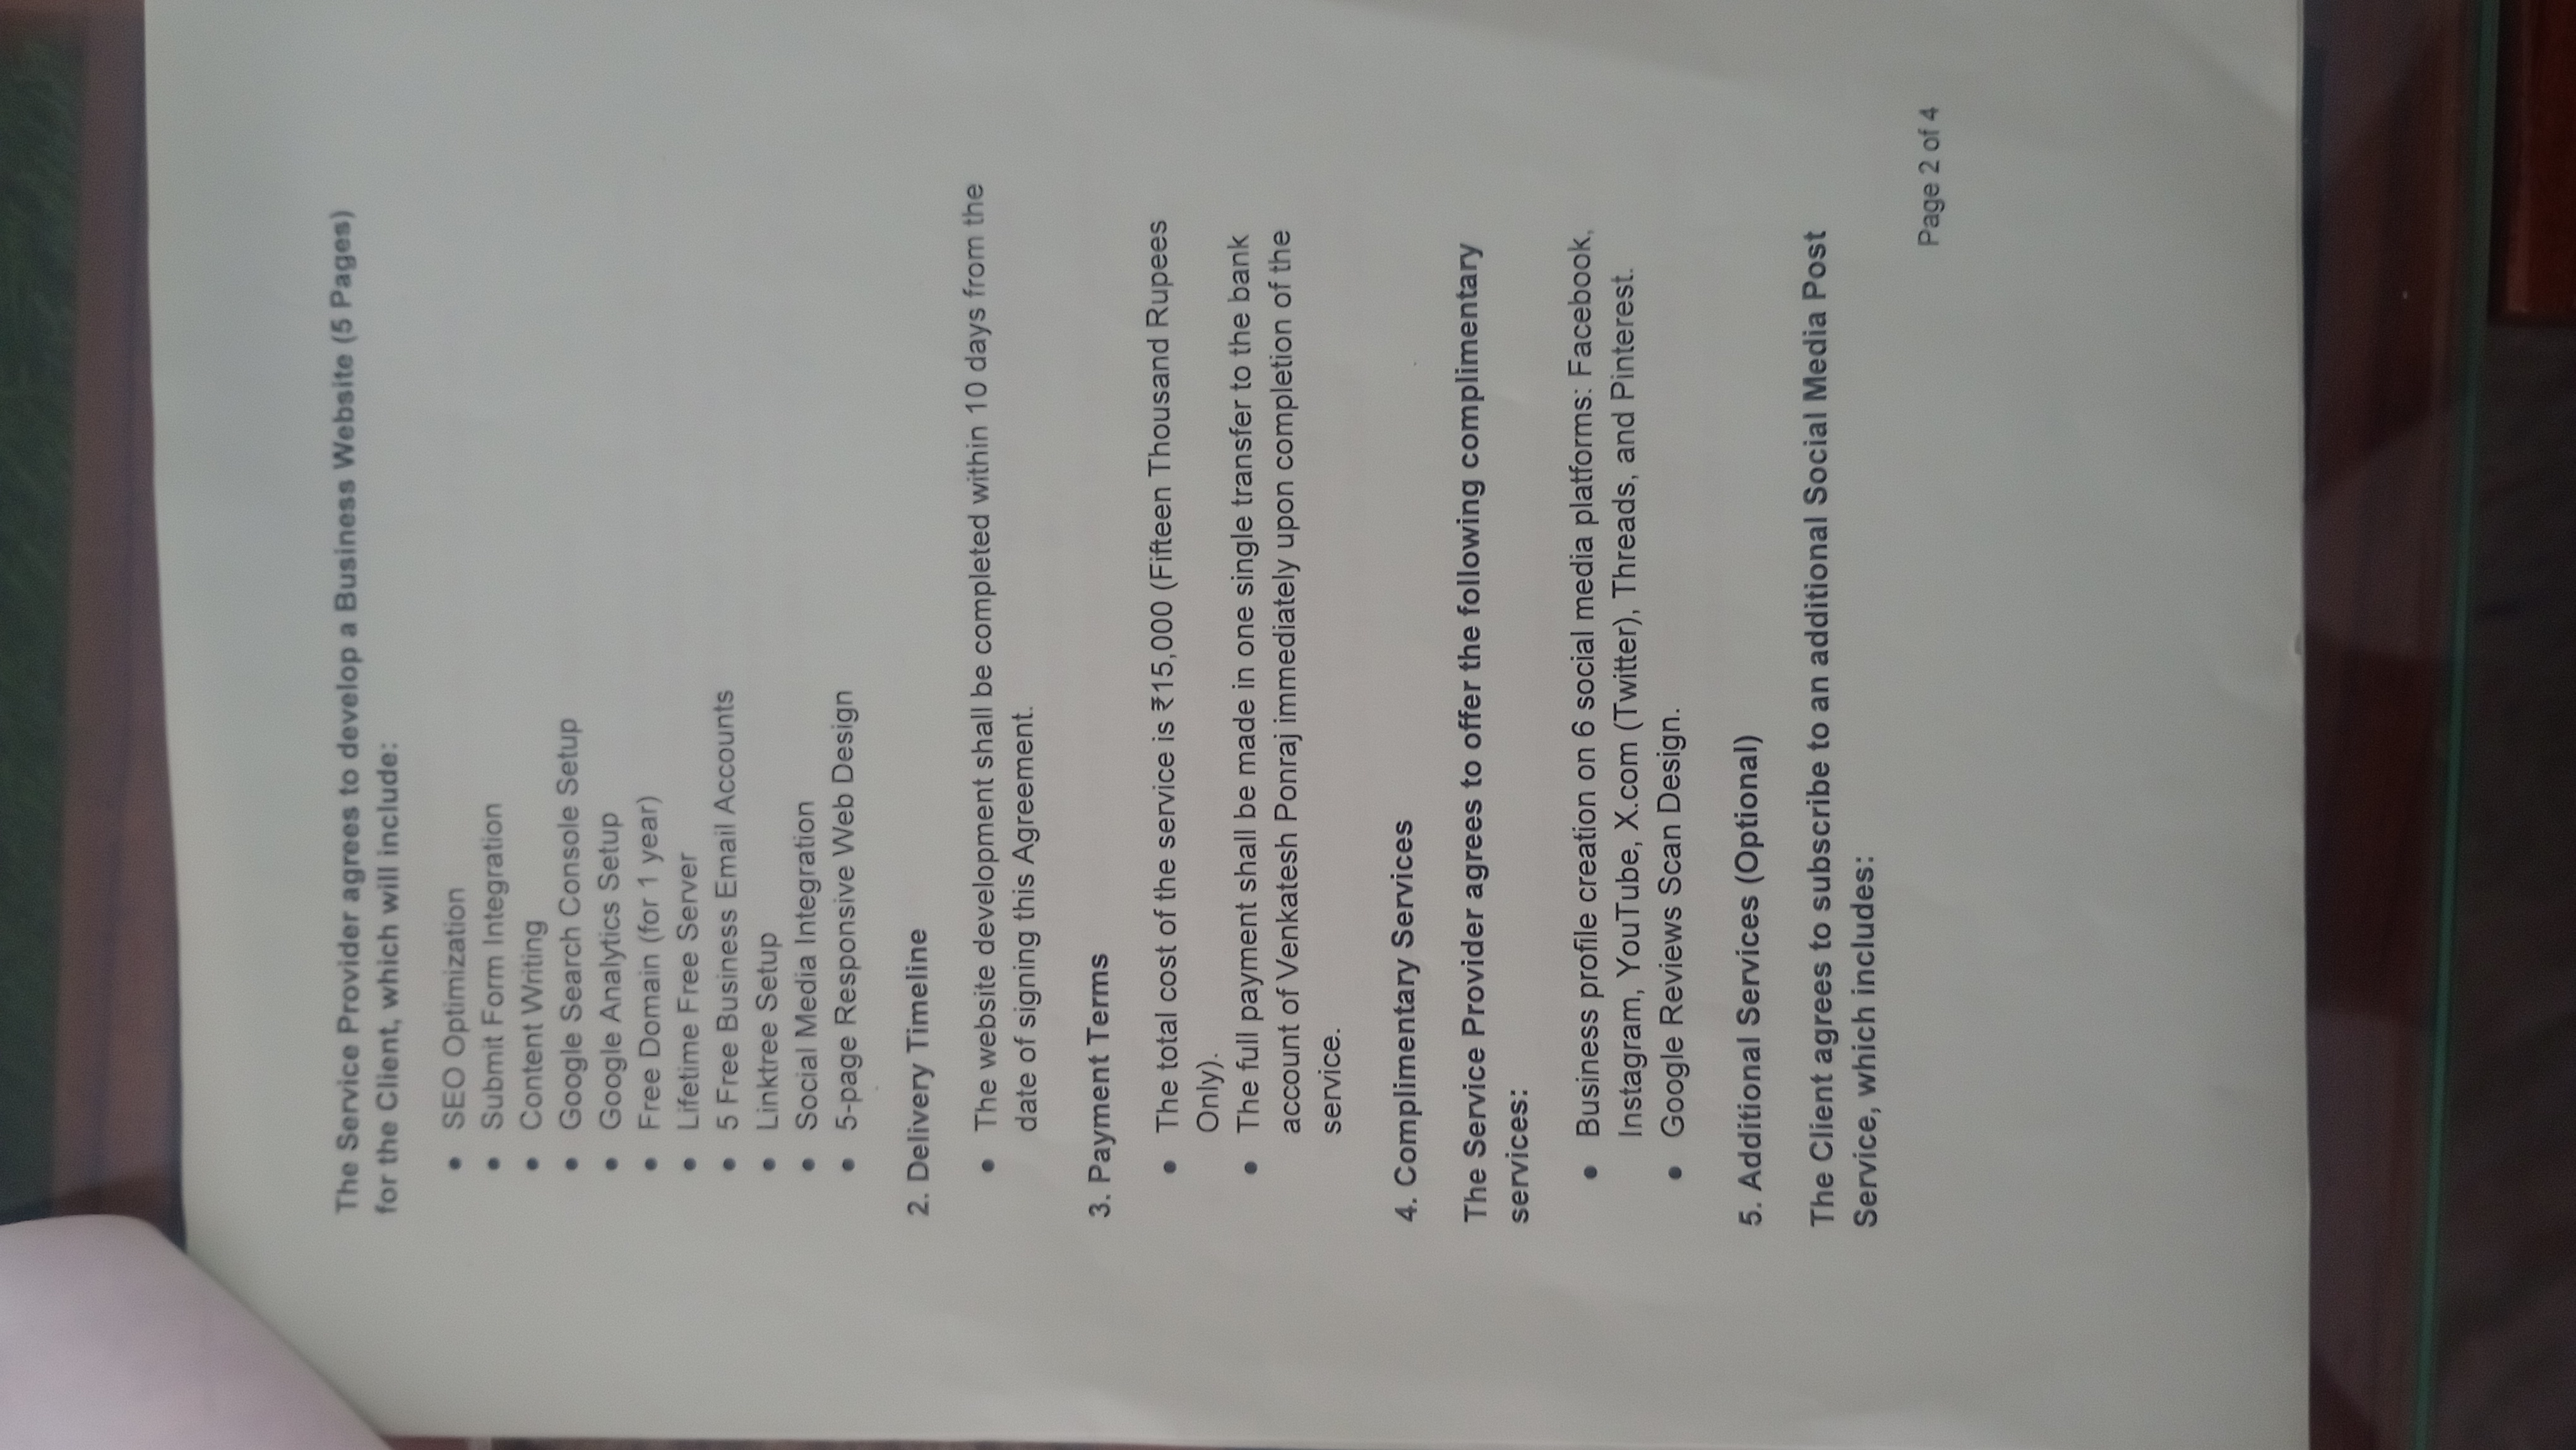 The Service Provider agrees to develop a Business Website (5 Pages)
for the Client, which will include:
• SEO Optimization
• Submit Form Integration
• Content Writing
• Google Search Console Setup
• Google Analytics Setup
• Free Domain (for 1 year)
• Lifetime Free Server
• 5 Free Business Email Accounts
• Linktree Setup
• Social Media Integration
• 5-page Responsive Web Design
2. Delivery Timeline
• The website development shall be completed within 10 days from the
date of signing this Agreement.
3. Payment Terms
• The total cost of the service is ₹15,000 (Fifteen Thousand Rupees
Only).
• The full payment shall be made in one single transfer to the bank
account of Venkatesh Ponraj immediately upon completion of the
service.
4. Complimentary Services
The Service Provider agrees to offer the following complimentary
services:
• Business profile creation on 6 social media platforms: Facebook,
Instagram, YouTube, X.com (Twitter), Threads, and Pinterest.
• Google Reviews Scan Design.
5. Additional Services (Optional)
The Client agrees to subscribe to an additional Social Media Post
Service, which includes:
Page 2 of 4